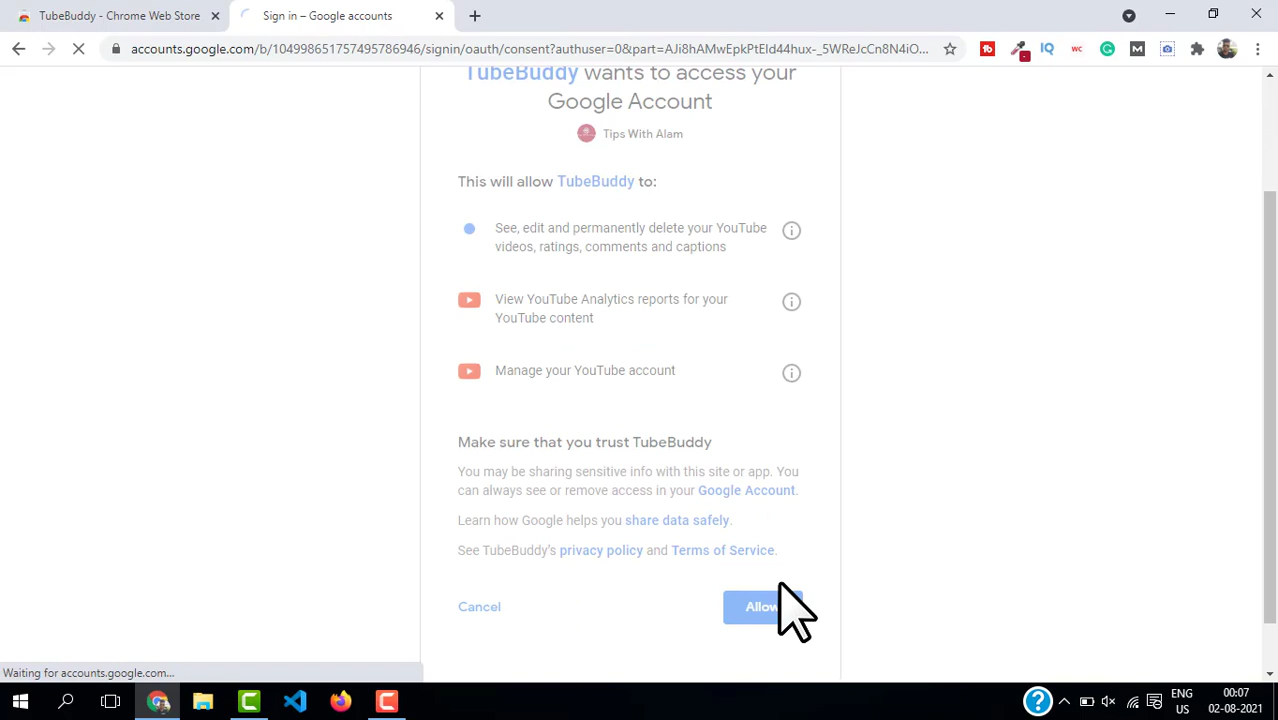 TubeBuddy - Chrome Web Store
Sign in – Google accounts
accounts.google.com/b/104998651757495786946/signin/oauth/consent?authuser=0&part=AJi8hAMwEpkPtEId44hux-_5WReJcCn8N4iO...
TubeBuddy wants to access your
Google Account
Tips With Alam
This will allow TubeBuddy to:
See, edit and permanently delete your YouTube
videos, ratings, comments and captions
View YouTube Analytics reports for your
YouTube content
Manage your YouTube account
Make sure that you trust TubeBuddy
You may be sharing sensitive info with this site or app. You
can always see or remove access in your Google Account.
Learn how Google helps you share data safely.
See TubeBuddy's privacy policy and Terms of Service.
Cancel
Allow
Waiting for accounts.google.com...
ENG
US
00:07
02-08-2021